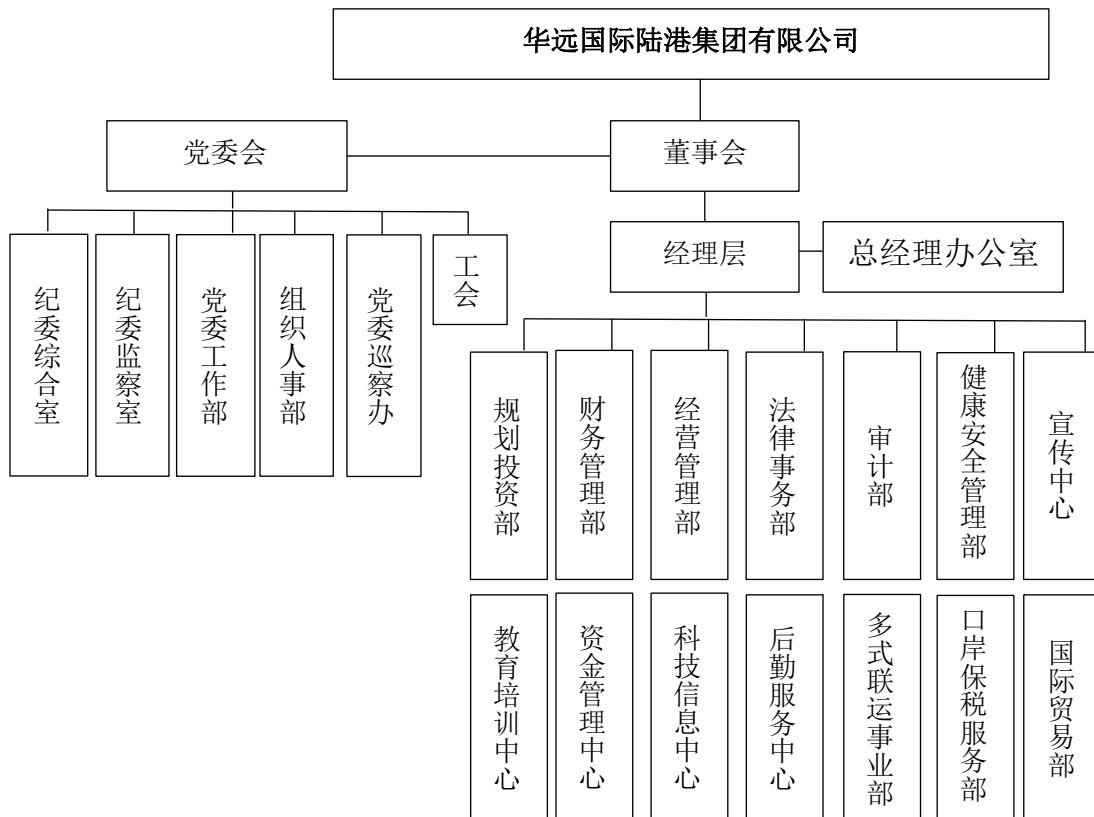 华远国际陆港集团有限公司
党委会
董事会
经理层
总经理办公室
纪委综合室
纪委监察室
党委工作部
组织人事部
党委巡察办
工会
规划投资部
财务管理部
经营管理部
法律事务部
审计部
健康安全管理部
宣传中心
教育培训中心
资金管理中心
科技信息中心
后勤服务中心
多式联运事业部
口岸保税服务部
国际贸易部